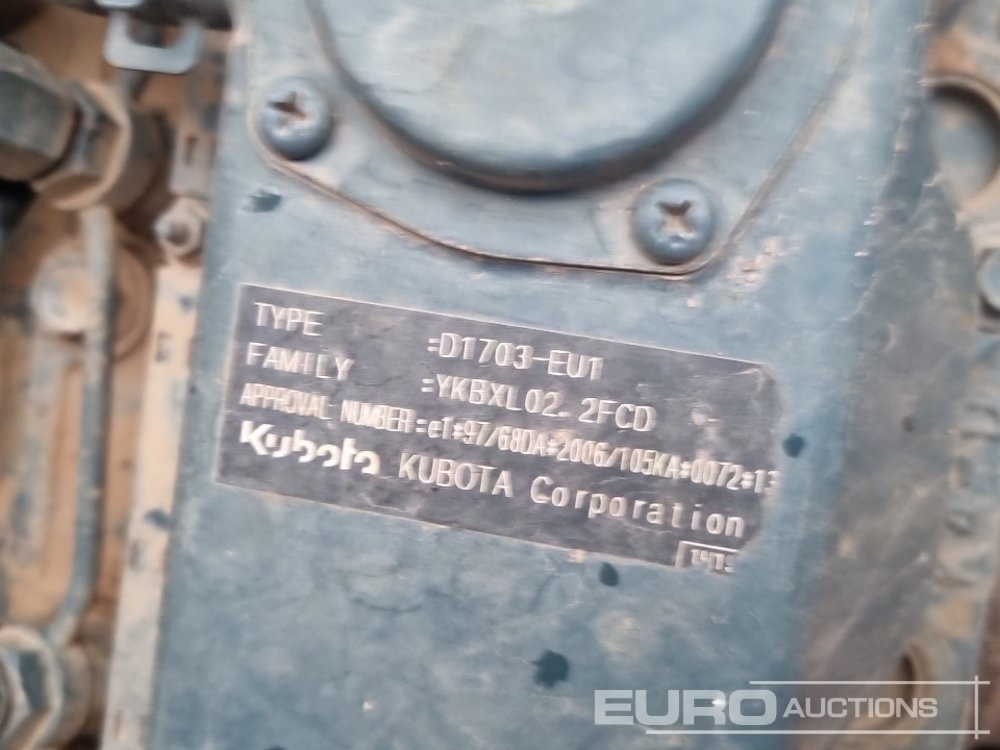 TYPE =D1703-EU1
FAMILY =YKBXL02.2FCD
APPROVAL NUMBER=e1*97/68DA*2006/105KA*0072*13
Kubota KUBOTA Corporation
EURO AUCTIONS